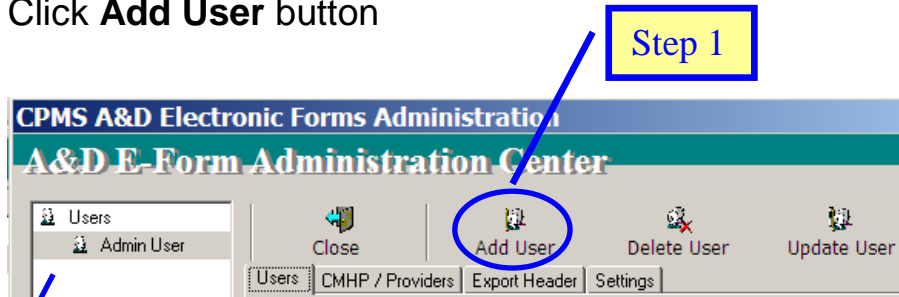 Click Add User button
Step 1
CPMS A&D Electronic Forms Administration
A&D E-Form Administration Center
Users
Admin User
Close
Add User
Delete User
Update User
Users
CMHP / Providers
Export Header
Settings